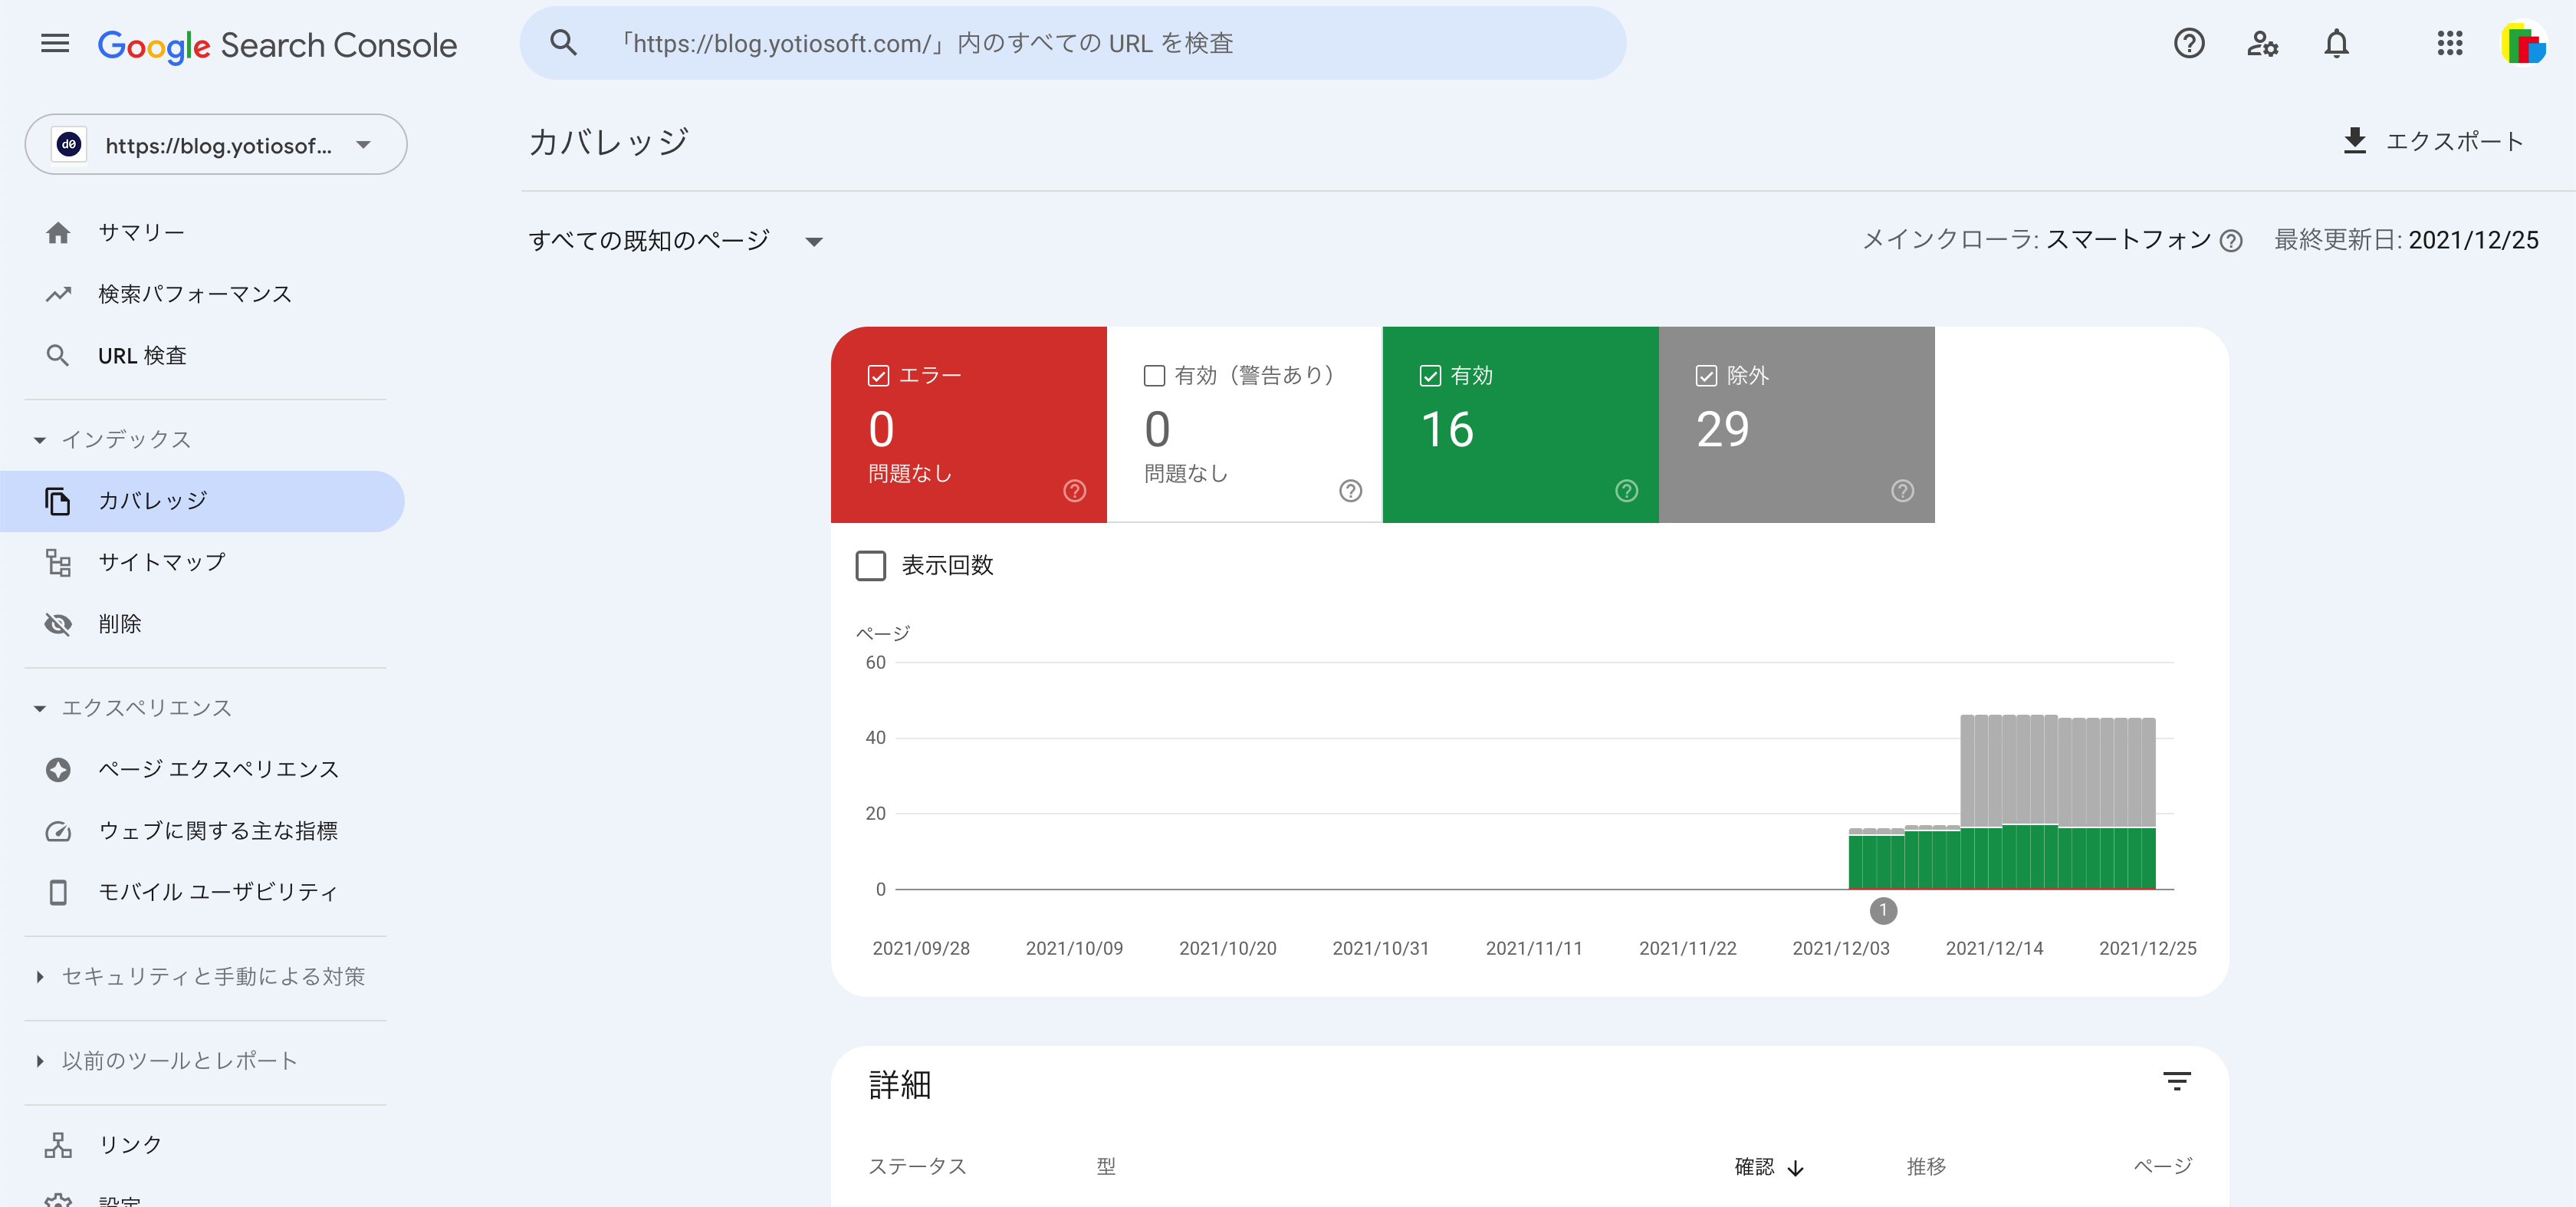 Google Search Console
「https://blog.yotiosoft.com/」内のすべての URL を検査
d0
https://blog.yotiosof...
カバレッジ
エクスポート
サマリー
検索パフォーマンス
URL 検査
インデックス
カバレッジ
サイトマップ
削除
エクスペリエンス
ページ エクスペリエンス
ウェブに関する主な指標
モバイル ユーザビリティ
セキュリティと手動による対策
以前のツールとレポート
リンク
設定
すべての既知のページ
メインクローラ: スマートフォン
最終更新日: 2021/12/25
エラー
0
問題なし
有効（警告あり）
0
問題なし
有効
16
除外
29
表示回数
ページ
60
40
20
0
1
2021/09/28 2021/10/09 2021/10/20 2021/10/31 2021/11/11 2021/11/22 2021/12/03 2021/12/14 2021/12/25
詳細
ステータス 型 確認 推移 ページ